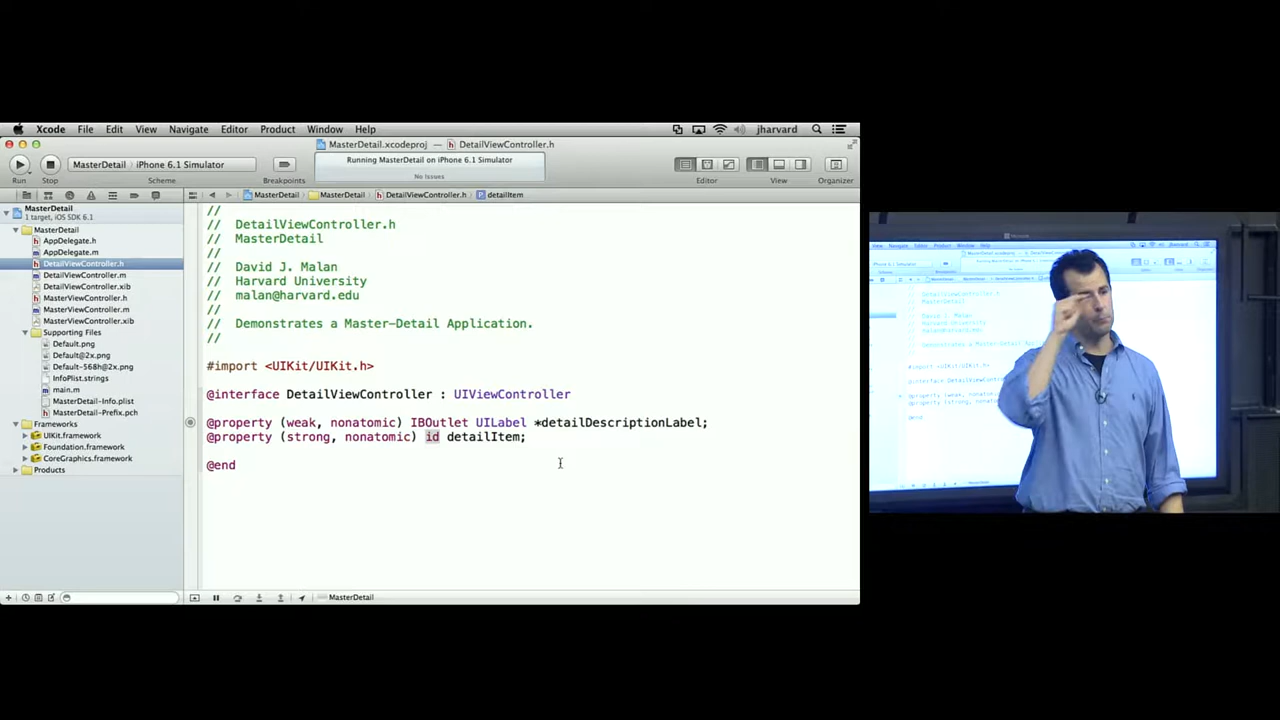 Xcode File Edit View Navigate Editor Product Window Help jharvard
MasterDetail.xcodeproj — DetailViewController.h
MasterDetail iPhone 6.1 Simulator
Running MasterDetail on iPhone 6.1 Simulator
No Issues
Run Stop Scheme Breakpoints Editor View Organizer
MasterDetail MasterDetail DetailViewController.h detailItem
MasterDetail
1 target, iOS SDK 6.1
MasterDetail
AppDelegate.h
AppDelegate.m
DetailViewController.h
DetailViewController.m
DetailViewController.xib
MasterViewController.h
MasterViewController.m
MasterViewController.xib
Supporting Files
Default.png
Default@2x.png
Default-568h@2x.png
InfoPlist.strings
main.m
MasterDetail-Info.plist
MasterDetail-Prefix.pch
Frameworks
UIKit.framework
Foundation.framework
CoreGraphics.framework
Products
//
// DetailViewController.h
// MasterDetail
//
// David J. Malan
// Harvard University
// malan@harvard.edu
//
// Demonstrates a Master-Detail Application.
//
#import <UIKit/UIKit.h>
@interface DetailViewController : UIViewController
@property (weak, nonatomic) IBOutlet UILabel *detailDescriptionLabel;
@property (strong, nonatomic) id detailItem;
@end
MasterDetail